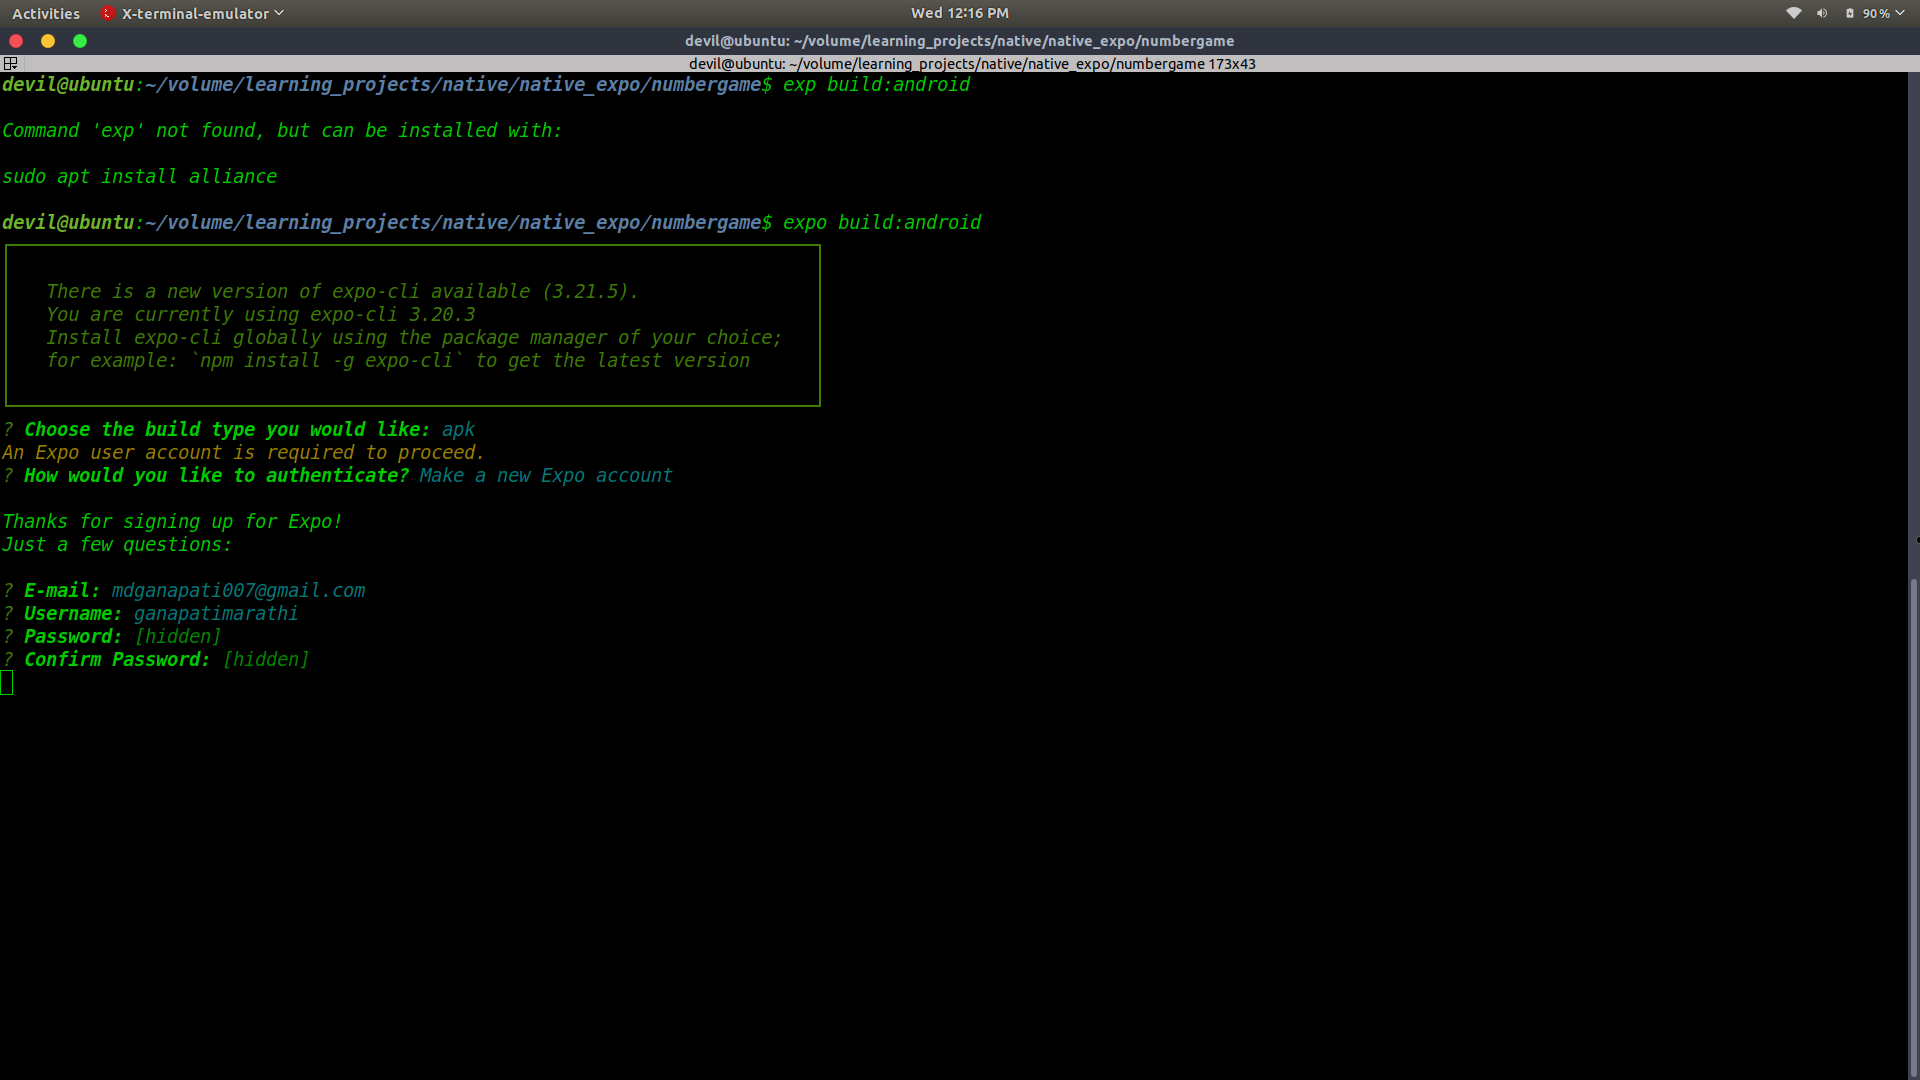 Activities X-terminal-emulator Wed 12:16 PM 90 %
devil@ubuntu: ~/volume/learning_projects/native/native_expo/numbergame
devil@ubuntu: ~/volume/learning_projects/native/native_expo/numbergame 173x43
devil@ubuntu:~/volume/learning_projects/native/native_expo/numbergame$ exp build:android
Command 'exp' not found, but can be installed with:
sudo apt install alliance
devil@ubuntu:~/volume/learning_projects/native/native_expo/numbergame$ expo build:android
There is a new version of expo-cli available (3.21.5).
You are currently using expo-cli 3.20.3
Install expo-cli globally using the package manager of your choice;
for example: `npm install -g expo-cli` to get the latest version
? Choose the build type you would like: apk
An Expo user account is required to proceed.
? How would you like to authenticate? Make a new Expo account
Thanks for signing up for Expo!
Just a few questions:
? E-mail: mdganapati007@gmail.com
? Username: ganapatimarathi
? Password: [hidden]
? Confirm Password: [hidden]